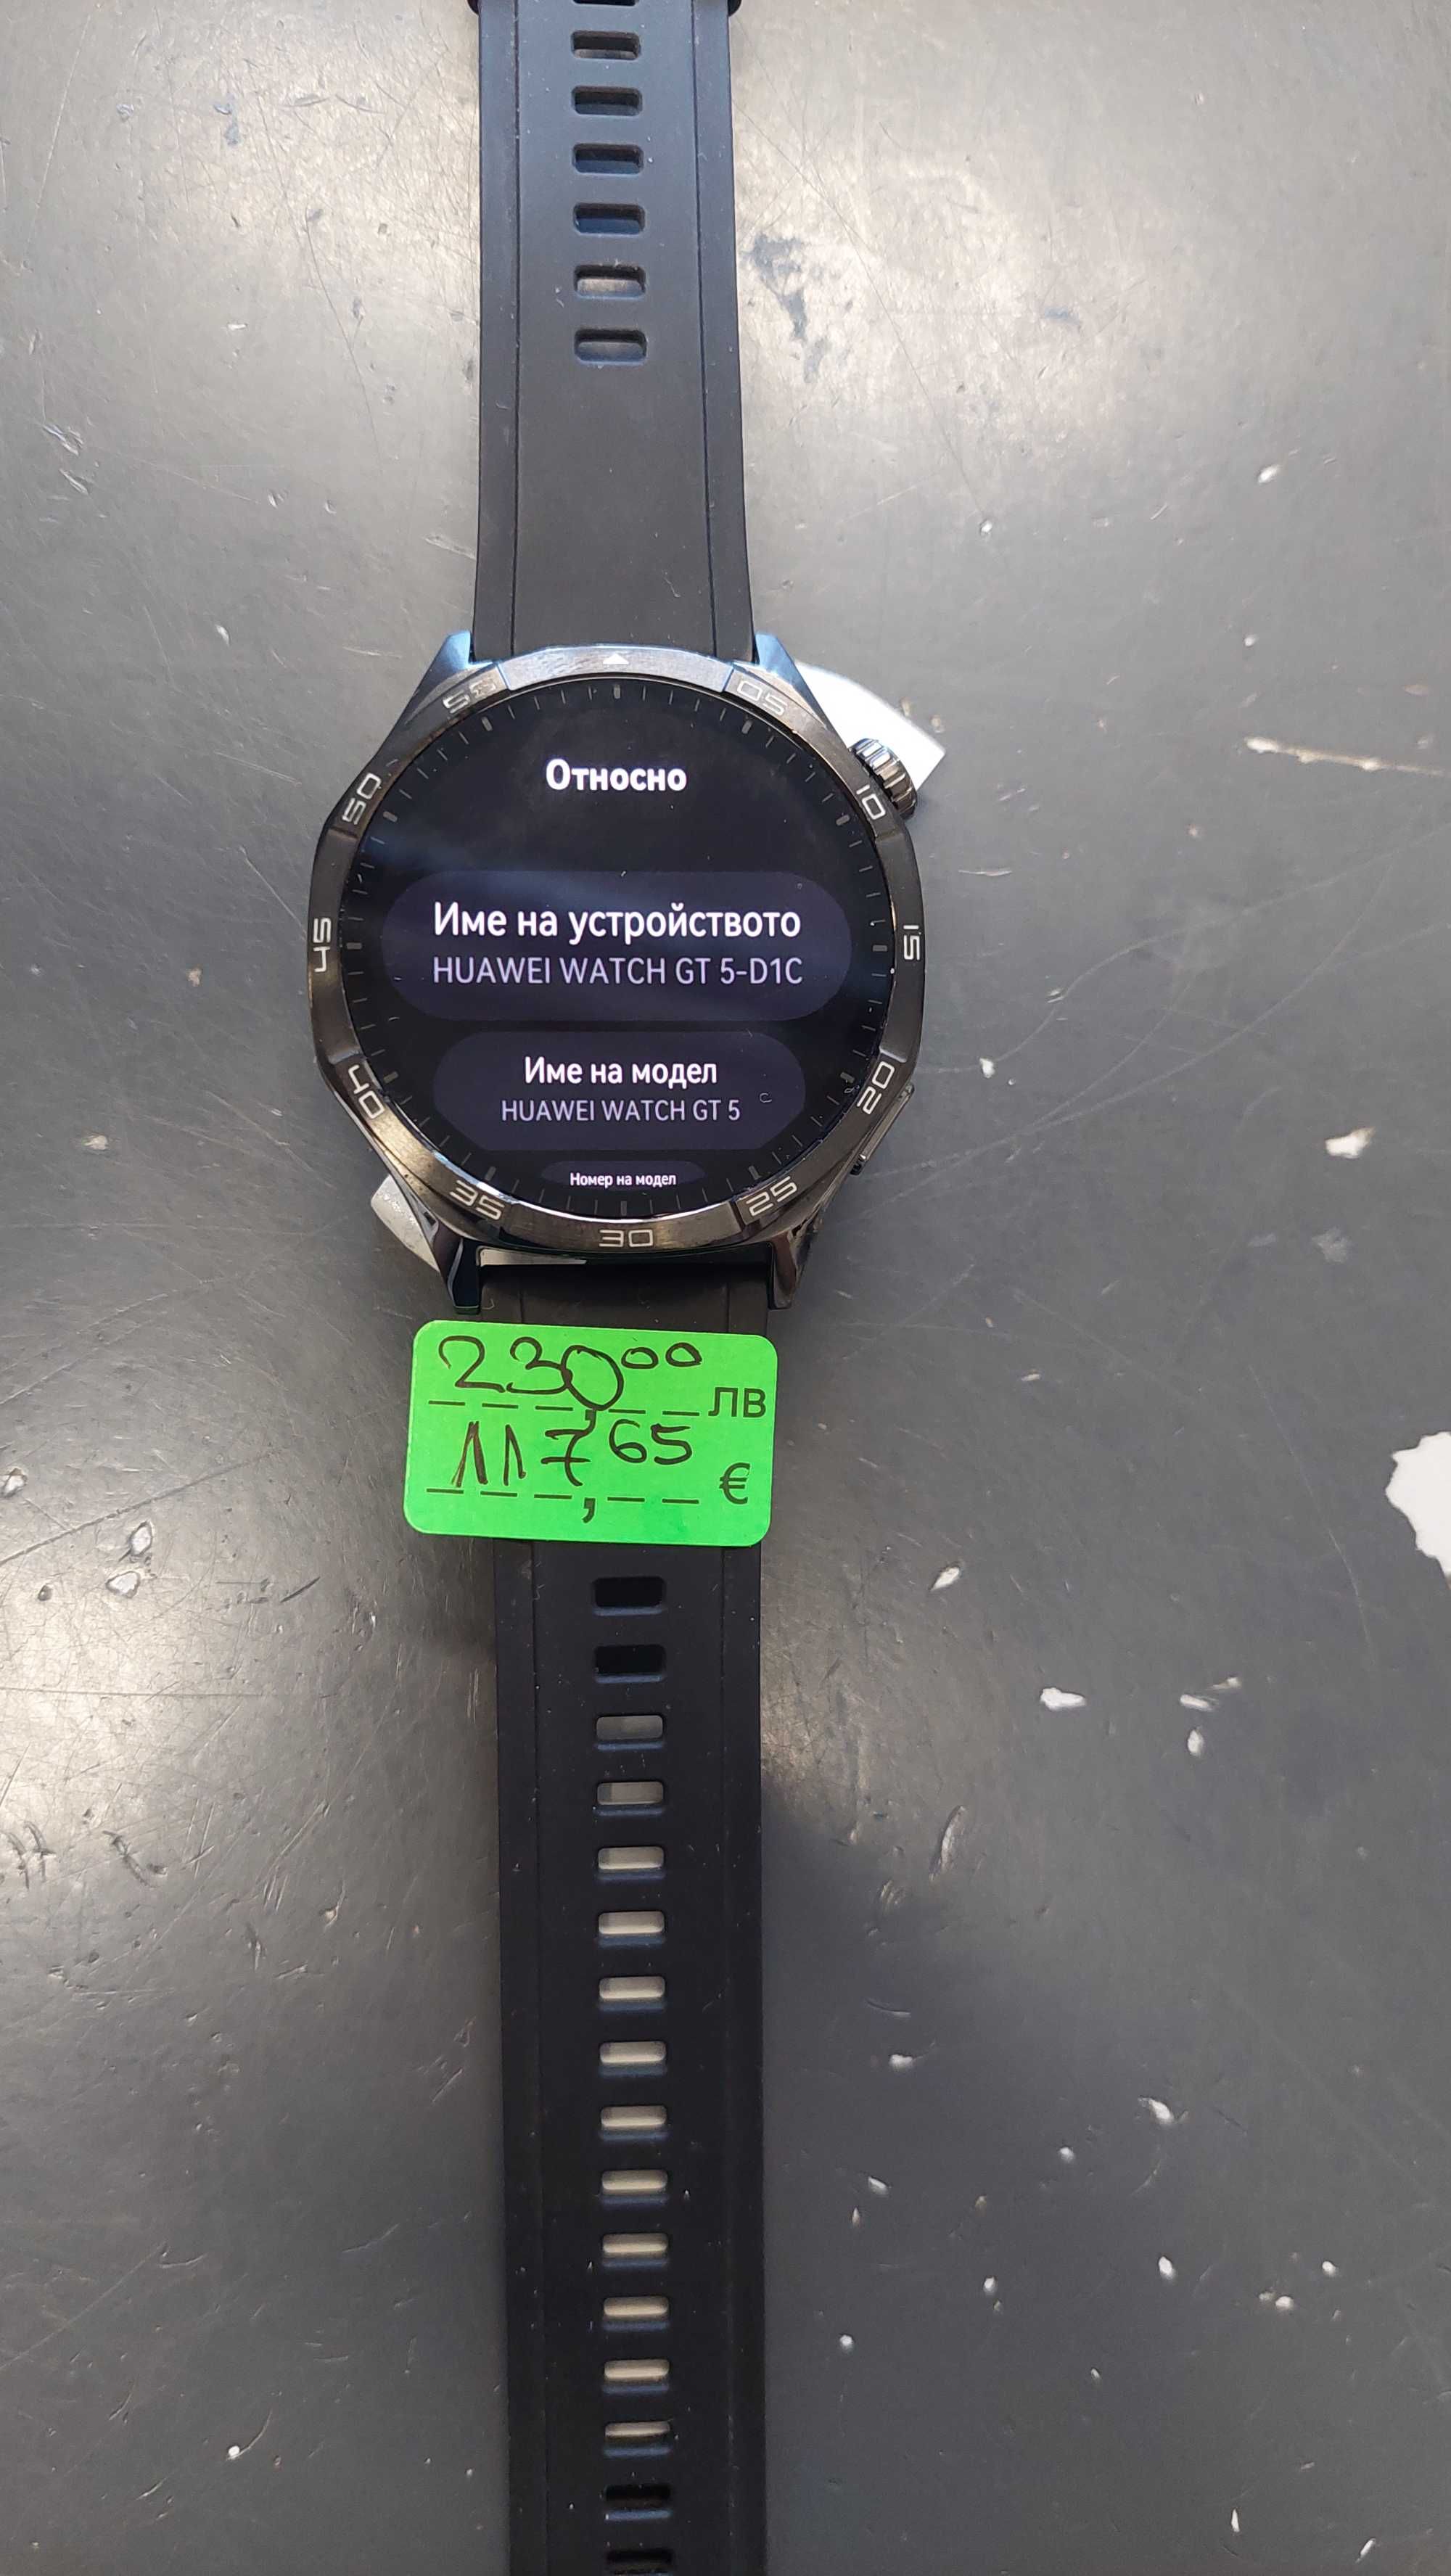 55
05
50
10
Относно
Име на устройството
HUAWEI WATCH GT 5-D1C
45
15
Име на модел
HUAWEI WATCH GT 5
40
20
Номер на модел
35
25
30
230,00 ЛВ
117,65 €